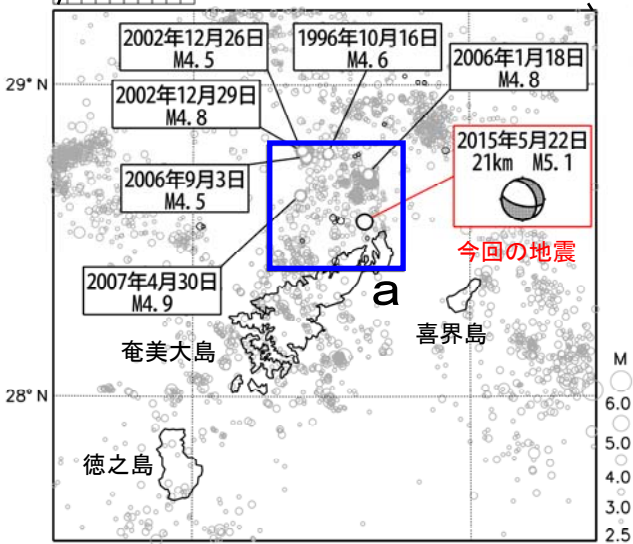 2002年12月26日
M4.5
1996年10月16日
M4.6
2006年1月18日
M4.8
29°N
2002年12月29日
M4.8
2015年5月22日
21km M5.1
2006年9月3日
M4.5
今回の地震
2007年4月30日
M4.9
a
喜界島
奄美大島
M
28°N
6.0
5.0
徳之島
4.0
3.0
2.5